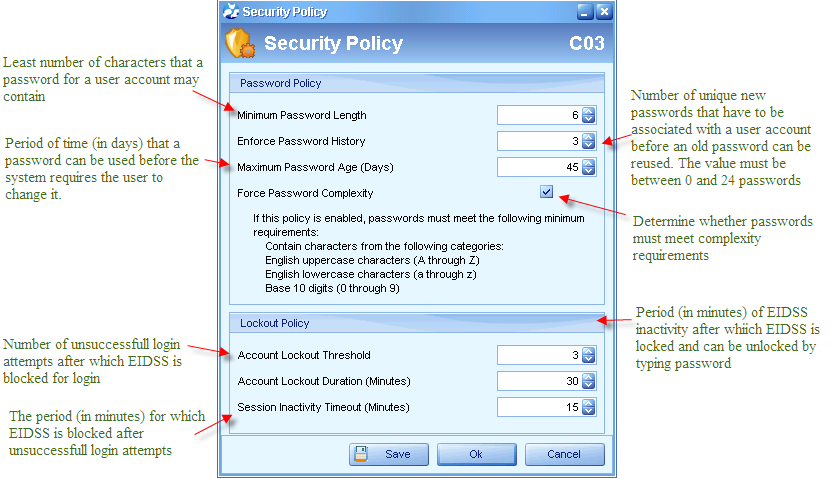 Security Policy
Security Policy
C03
Password Policy
Minimum Password Length
6
Enforce Password History
3
Maximum Password Age (Days)
45
Force Password Complexity
If this policy is enabled, passwords must meet the following minimum
requirements:
Contain characters from the following categories:
English uppercase characters (A through Z)
English lowercase characters (a through z)
Base 10 digits (0 through 9)
Lockout Policy
Account Lockout Threshold
3
Account Lockout Duration (Minutes)
30
Session Inactivity Timeout (Minutes)
15
Save
Ok
Cancel
Least number of characters that a
password for a user account may
contain
Period of time (in days) that a
password can be used before the
system requires the user to
change it.
Number of unsuccessfull login
attempts after which EIDSS is
blocked for login
The period (in minutes) for which
EIDSS is blocked after
unsuccessfull login attempts
Number of unique new
passwords that have to be
associated with a user account
before an old password can be
reused. The value must be
between 0 and 24 passwords
Determine whether passwords
must meet complexity
requirements
Period (in minutes) of EIDSS
inactivity after whiich EIDSS is
locked and can be unlocked by
typing password